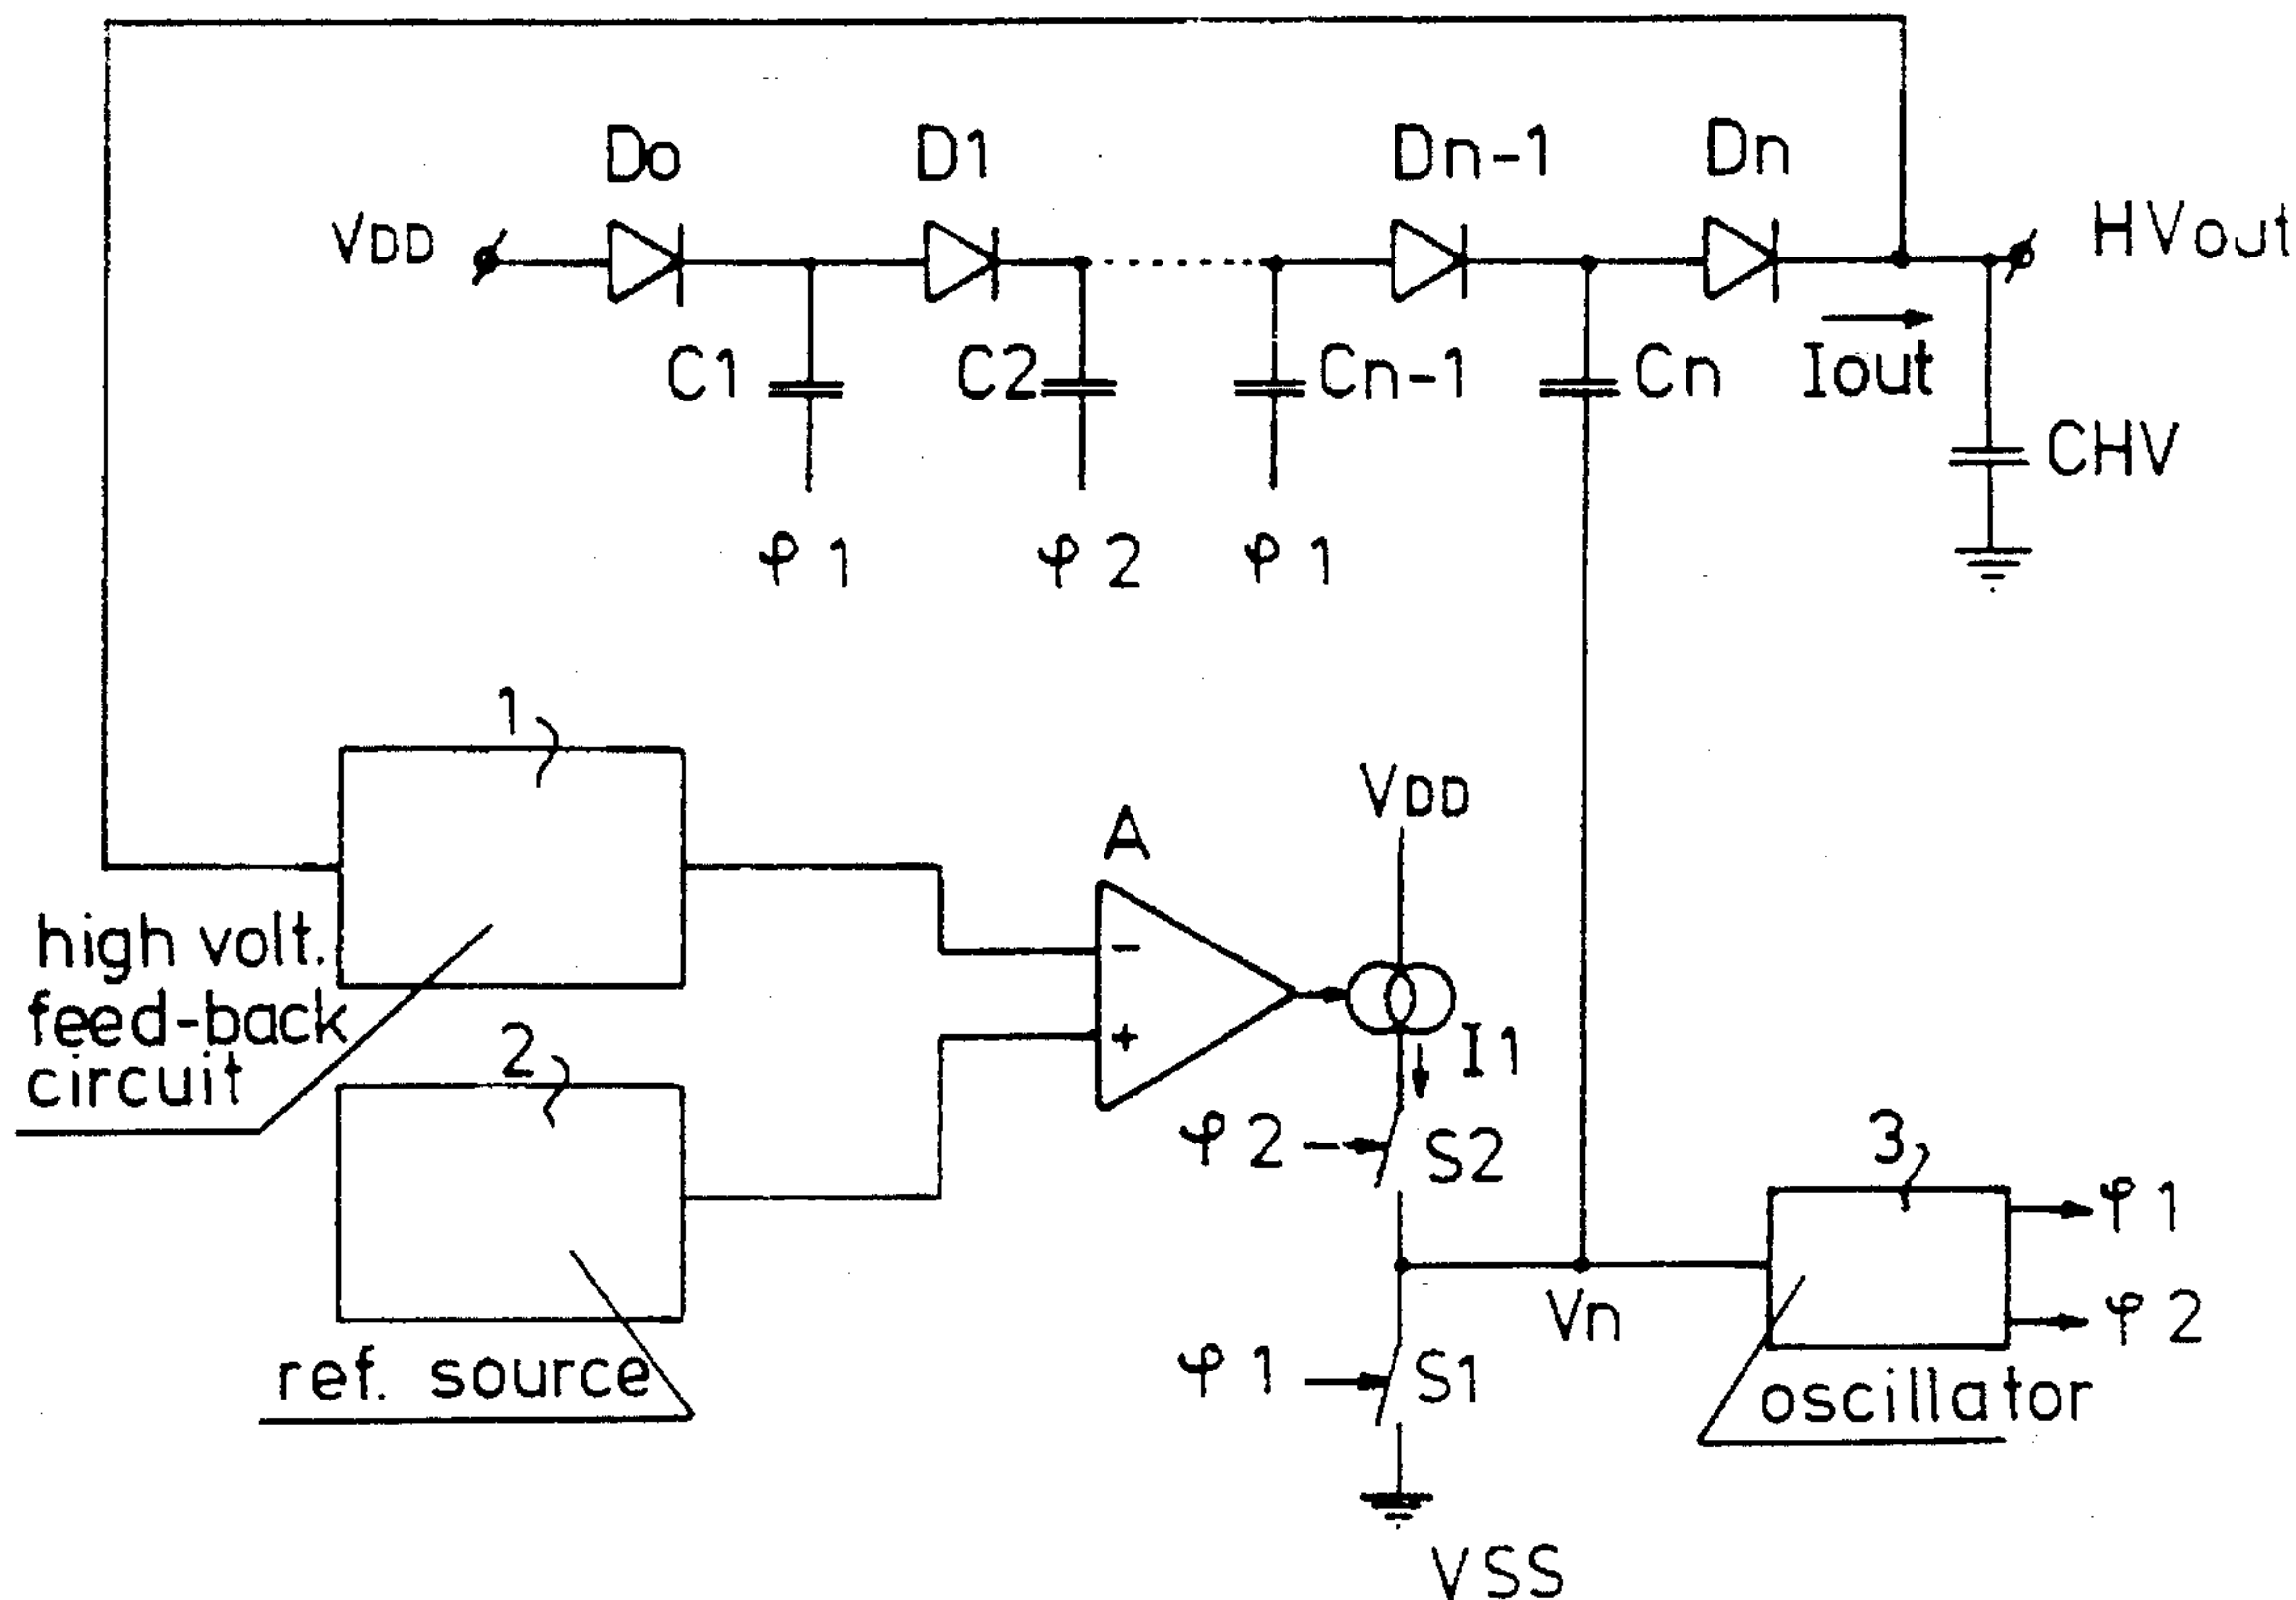 Do D1 Dn-1 Dn
VDD HVout
C1 C2 Cn-1 Cn Iout
CHV
φ1 φ2 φ1
1
VDD
A
high volt.
feed-back
circuit
-
+
I1
2
φ2 S2
3
φ1
Vn
φ2
ref. source
φ1 S1
oscillator
VSS